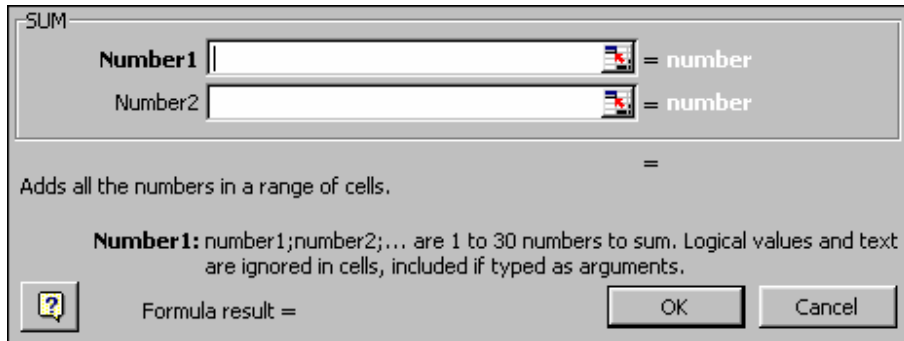 SUM
Number1 = number
Number2 = number
=
Adds all the numbers in a range of cells.
Number1: number1;number2;... are 1 to 30 numbers to sum. Logical values and text
are ignored in cells, included if typed as arguments.
? Formula result = OK Cancel